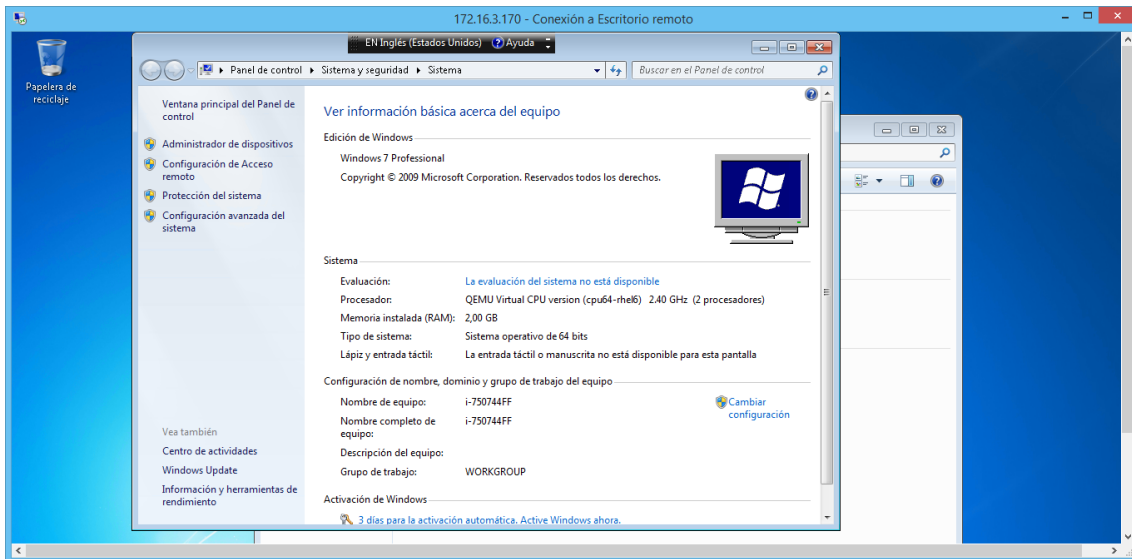 172.16.3.170 - Conexión a Escritorio remoto
Papelera de
reciclaje
EN Inglés (Estados Unidos) Ayuda
Panel de control Sistema y seguridad Sistema
Buscar en el Panel de control
Ventana principal del Panel de
control
Administrador de dispositivos
Configuración de Acceso
remoto
Protección del sistema
Configuración avanzada del
sistema
Vea también
Centro de actividades
Windows Update
Información y herramientas de
rendimiento
Ver información básica acerca del equipo
Edición de Windows
Windows 7 Professional
Copyright © 2009 Microsoft Corporation. Reservados todos los derechos.
Sistema
Evaluación: La evaluación del sistema no está disponible
Procesador: QEMU Virtual CPU version (cpu64-rhel6) 2.40 GHz (2 procesadores)
Memoria instalada (RAM): 2,00 GB
Tipo de sistema: Sistema operativo de 64 bits
Lápiz y entrada táctil: La entrada táctil o manuscrita no está disponible para esta pantalla
Configuración de nombre, dominio y grupo de trabajo del equipo
Nombre de equipo: i-750744FF
Cambiar
configuración
Nombre completo de i-750744FF
equipo:
Descripción del equipo:
Grupo de trabajo: WORKGROUP
Activación de Windows
3 días para la activación automática. Active Windows ahora.